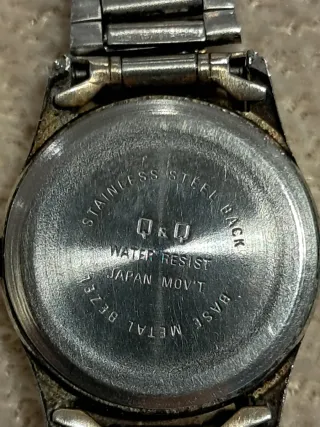 STAINLESS STEEL BACK
Q & Q
WATER RESIST
JAPAN MOV'T
BASE METAL BEZEL